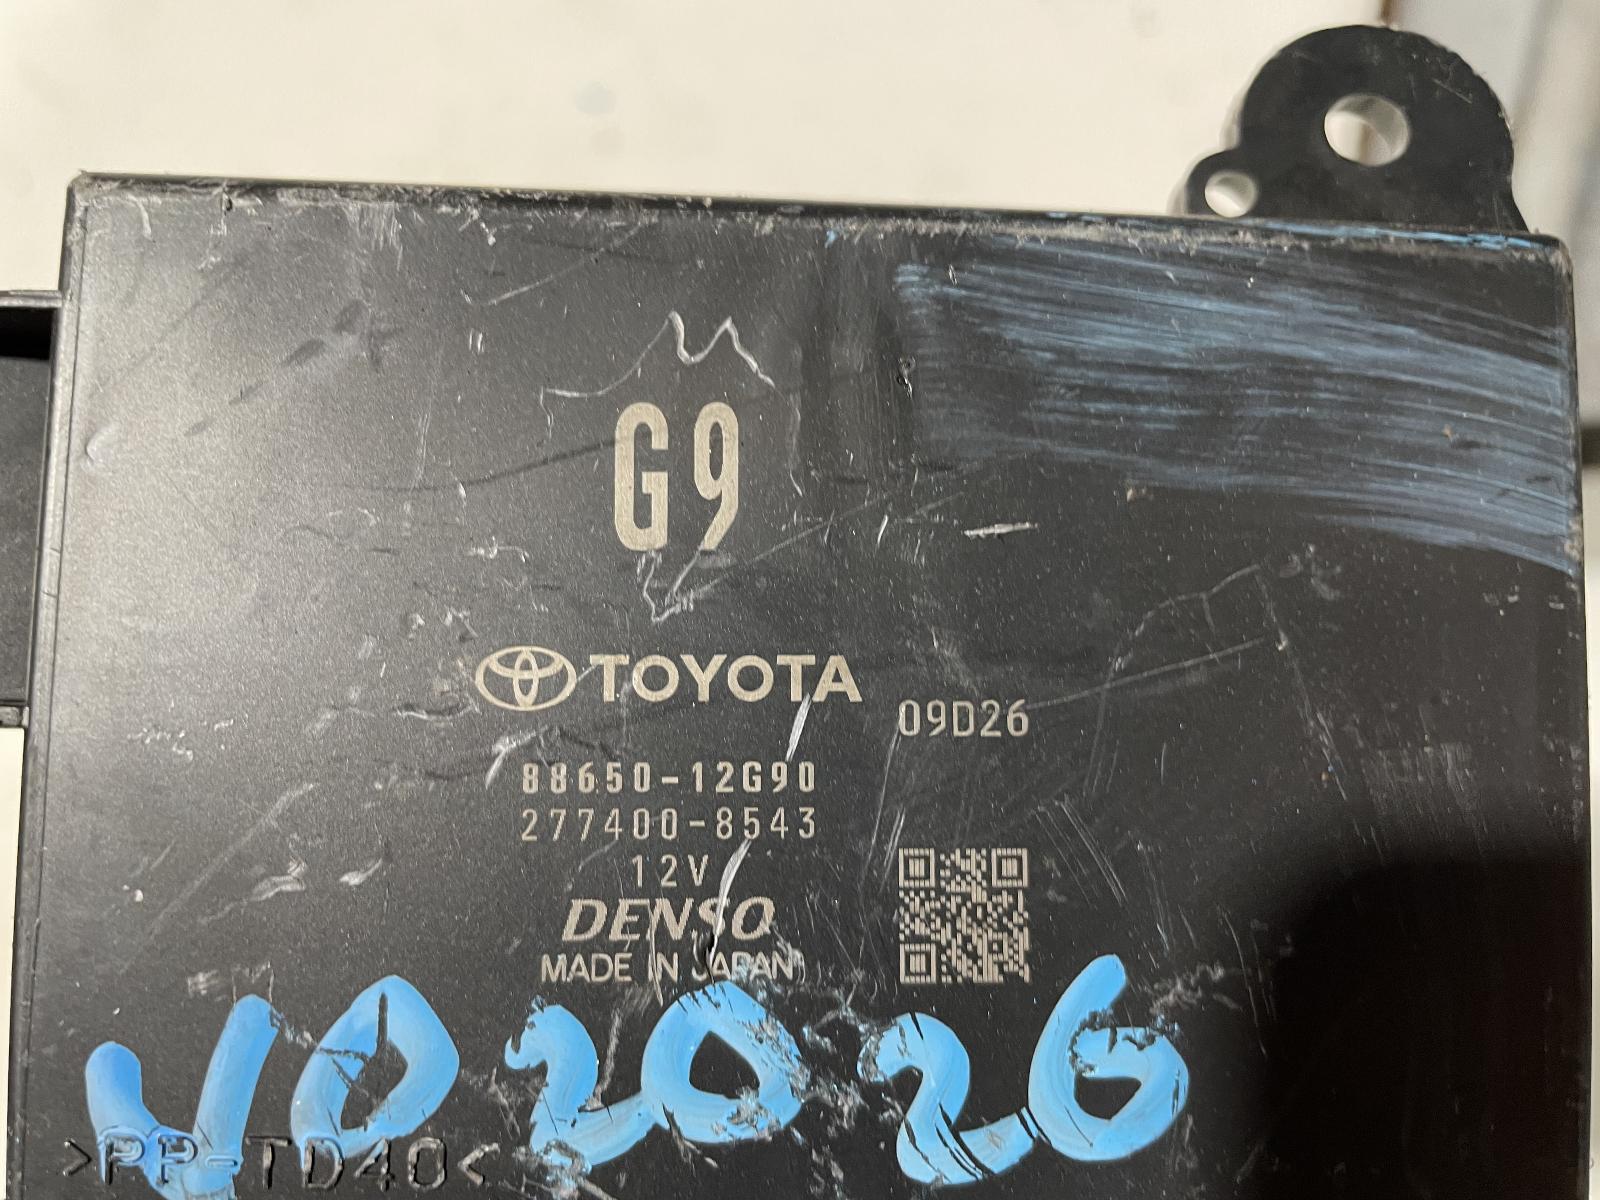 G9
TOYOTA
09D26
88650-12G90
277400-8543
12V
DENSO
MADE IN JAPAN
V02026
>PP-TD40<